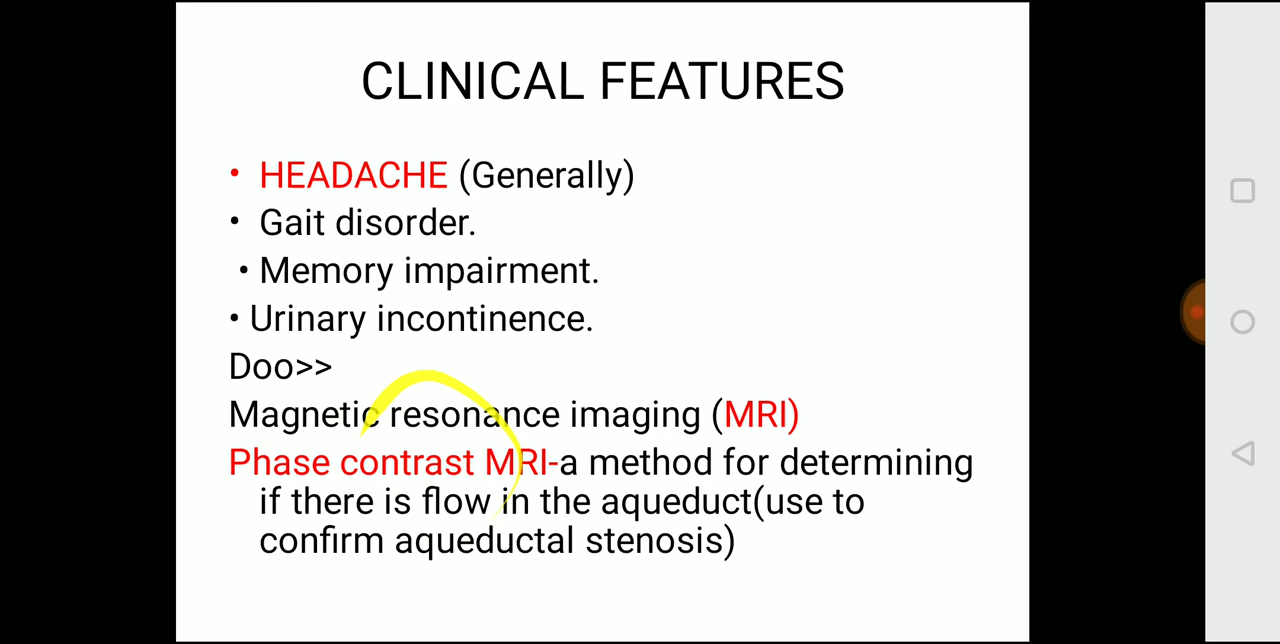 CLINICAL FEATURES
• HEADACHE (Generally)
• Gait disorder.
• Memory impairment.
• Urinary incontinence.
Doo>>
Magnetic resonance imaging (MRI)
Phase contrast MRI-a method for determining
if there is flow in the aqueduct(use to
confirm aqueductal stenosis)